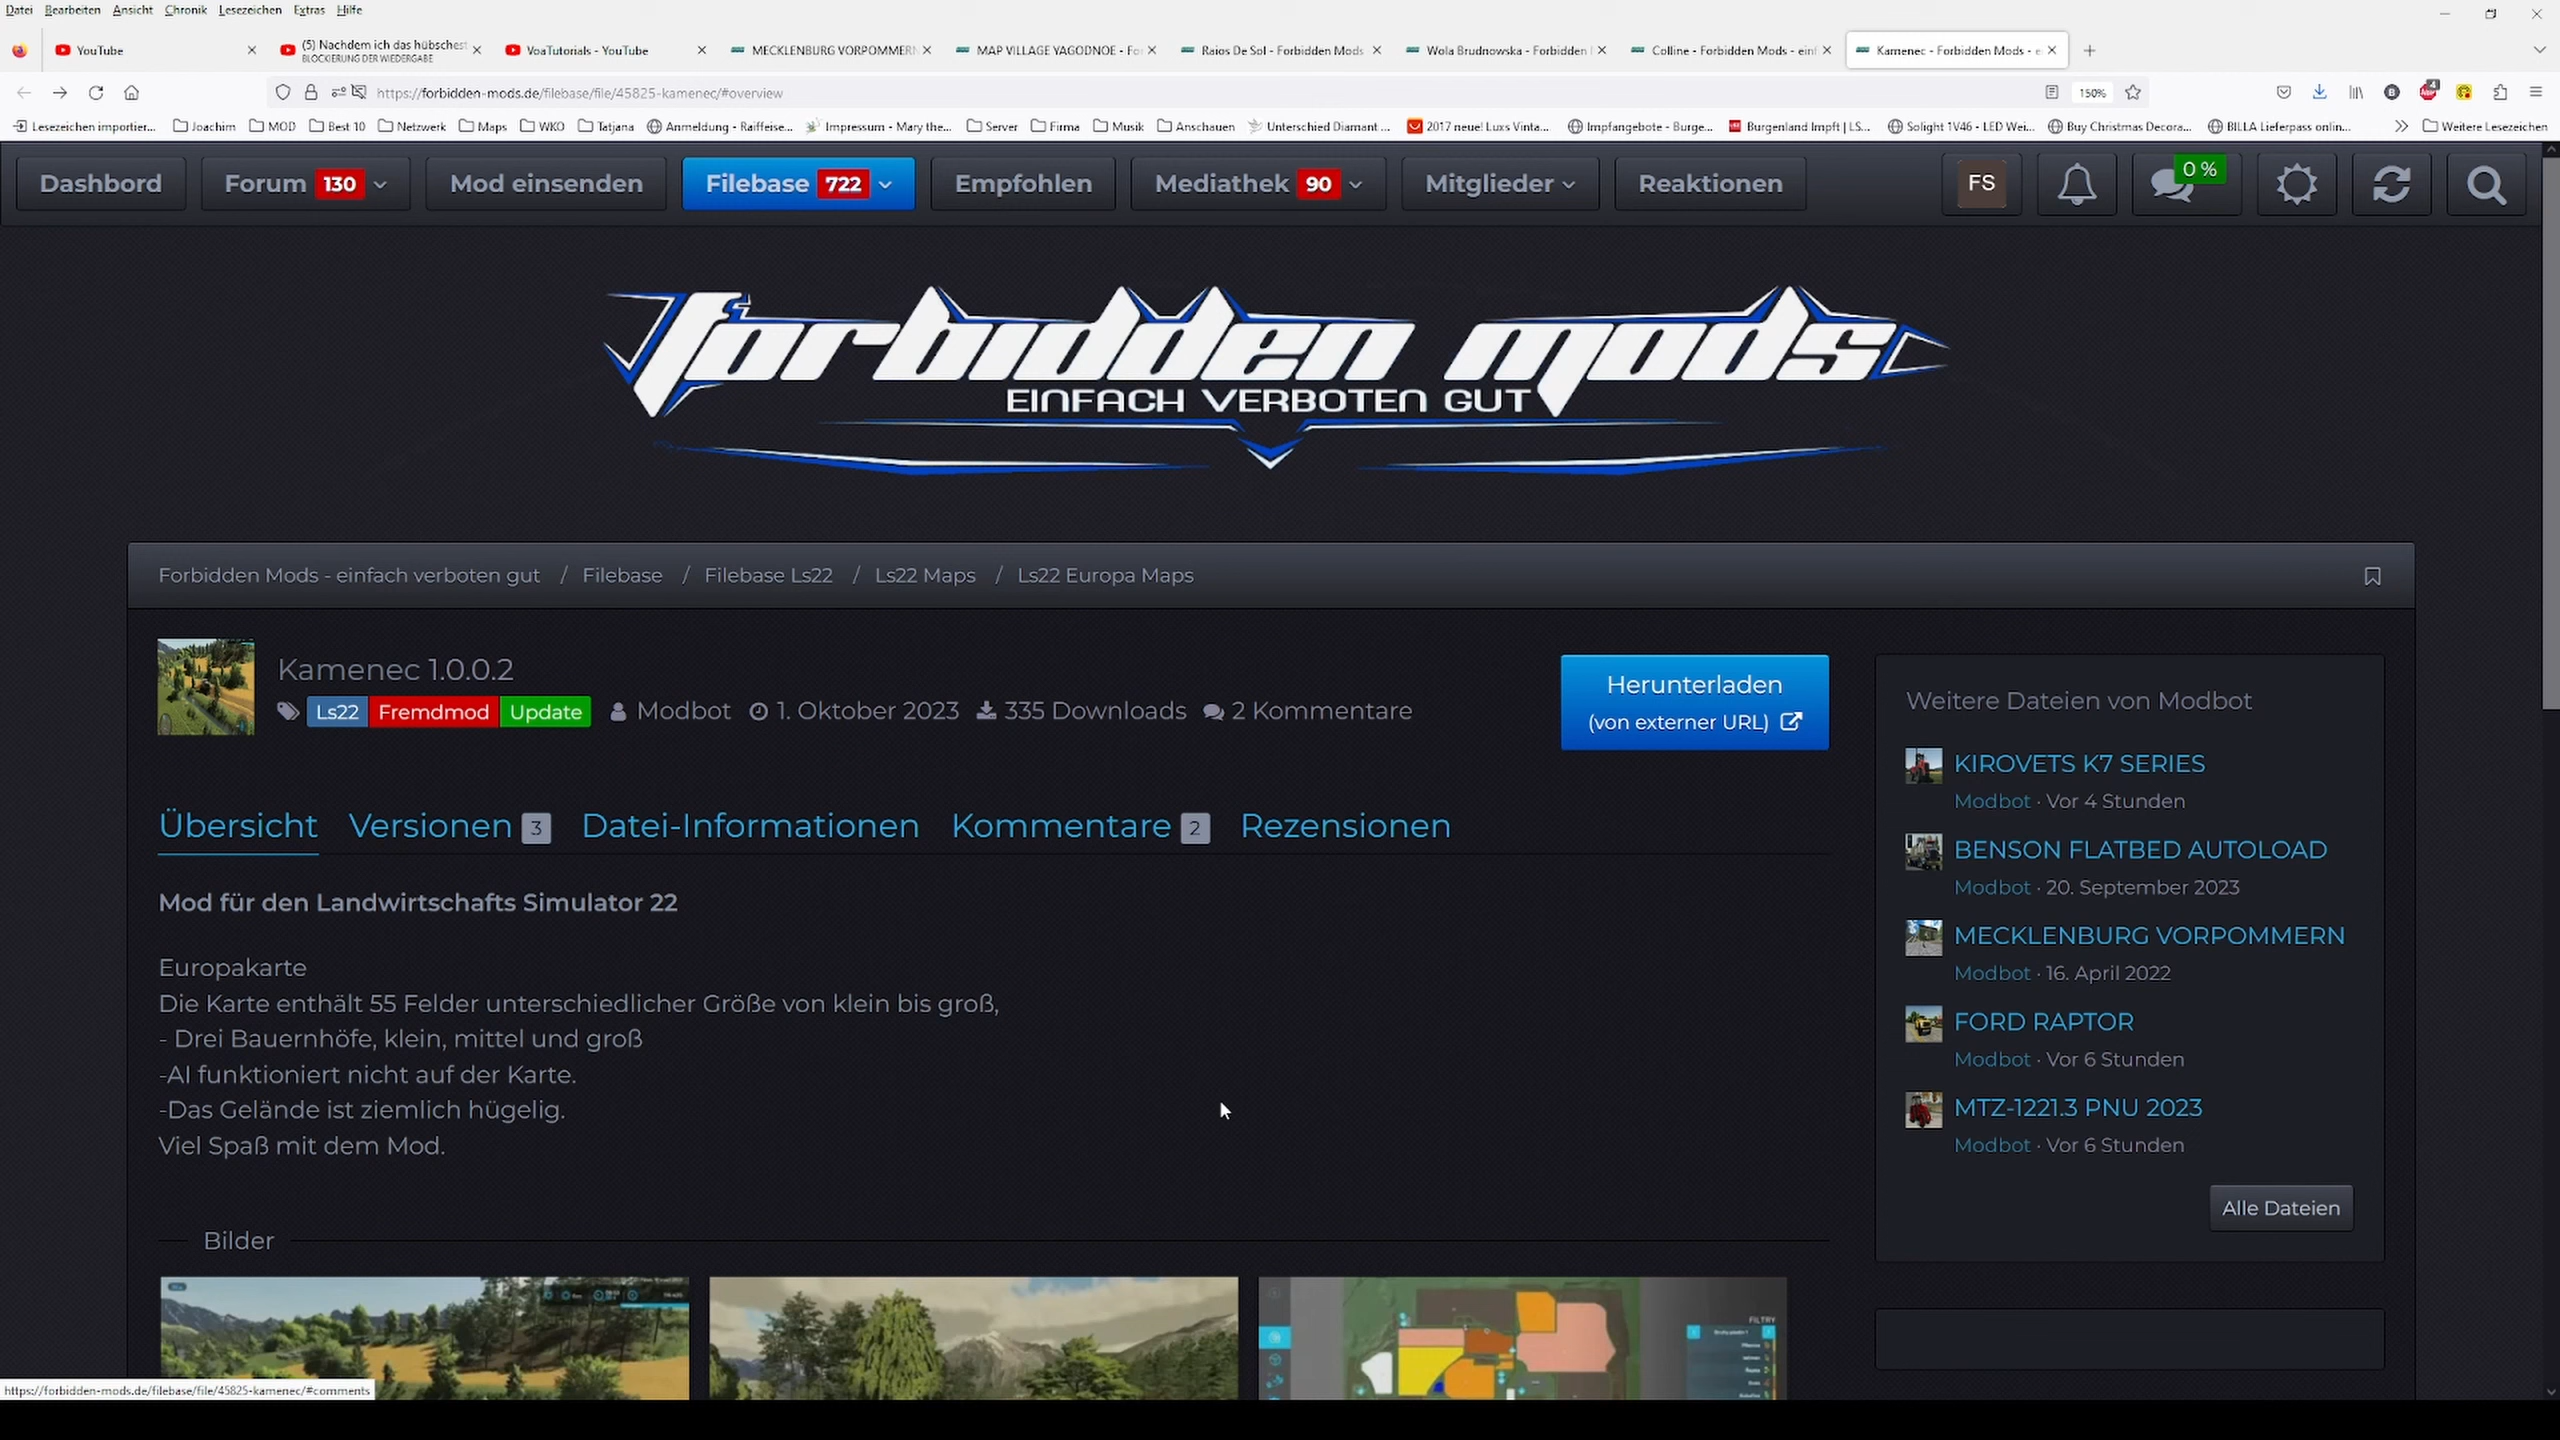 Datei Bearbeiten Ansicht Chronik Lesezeichen Extras Hilfe
YouTube
(5) Nachdem ich das hübschest
BLOCKIERUNG DER WIEDERGABE
VoaTutorials - YouTube
MECKLENBURG VORPOMMERN
MAP VILLAGE YAGODNOE - Fo
Raios De Sol - Forbidden Mods
Wola Brudnowska - Forbidden
Colline - Forbidden Mods - einf
Kamenec - Forbidden Mods - e
https://forbidden-mods.de/filebase/file/45825-kamenec/#overview
150%
4
Lesezeichen importier... Joachim MOD Best 10 Netzwerk Maps WKO Tatjana Anmeldung - Raiffeise... Impressum - Mary the... Server Firma Musik Anschauen Unterschied Diamant ... 2017 neue! Luxs Vinta... Impfangebote - Burge... Burgenland Impft | LS... Solight 1V46 - LED Wei... Buy Christmas Decora... BILLA Lieferpass onlin... Weitere Lesezeichen
Dashbord Forum 130 Mod einsenden Filebase 722 Empfohlen Mediathek 90 Mitglieder Reaktionen FS 0 %
forbidden mods
EINFACH VERBOTEN GUT
Forbidden Mods - einfach verboten gut / Filebase / Filebase Ls22 / Ls22 Maps / Ls22 Europa Maps
Kamenec 1.0.0.2
Ls22 Fremdmod Update Modbot 1. Oktober 2023 335 Downloads 2 Kommentare
Herunterladen
(von externer URL)
Übersicht Versionen 3 Datei-Informationen Kommentare 2 Rezensionen
Mod für den Landwirtschafts Simulator 22
Europakarte
Die Karte enthält 55 Felder unterschiedlicher Größe von klein bis groß,
- Drei Bauernhöfe, klein, mittel und groß
-AI funktioniert nicht auf der Karte.
-Das Gelände ist ziemlich hügelig.
Viel Spaß mit dem Mod.
Bilder
FILTRY
Weitere Dateien von Modbot
KIROVETS K7 SERIES
Modbot · Vor 4 Stunden
BENSON FLATBED AUTOLOAD
Modbot · 20. September 2023
MECKLENBURG VORPOMMERN
Modbot · 16. April 2022
FORD RAPTOR
Modbot · Vor 6 Stunden
MTZ-1221.3 PNU 2023
Modbot · Vor 6 Stunden
Alle Dateien
https://forbidden-mods.de/filebase/file/45825-kamenec/#comments